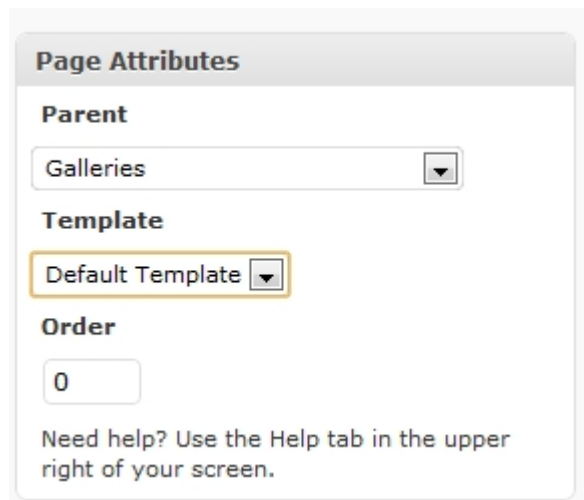 Page Attributes
Parent
Galleries
Template
Default Template
Order
0
Need help? Use the Help tab in the upper
right of your screen.